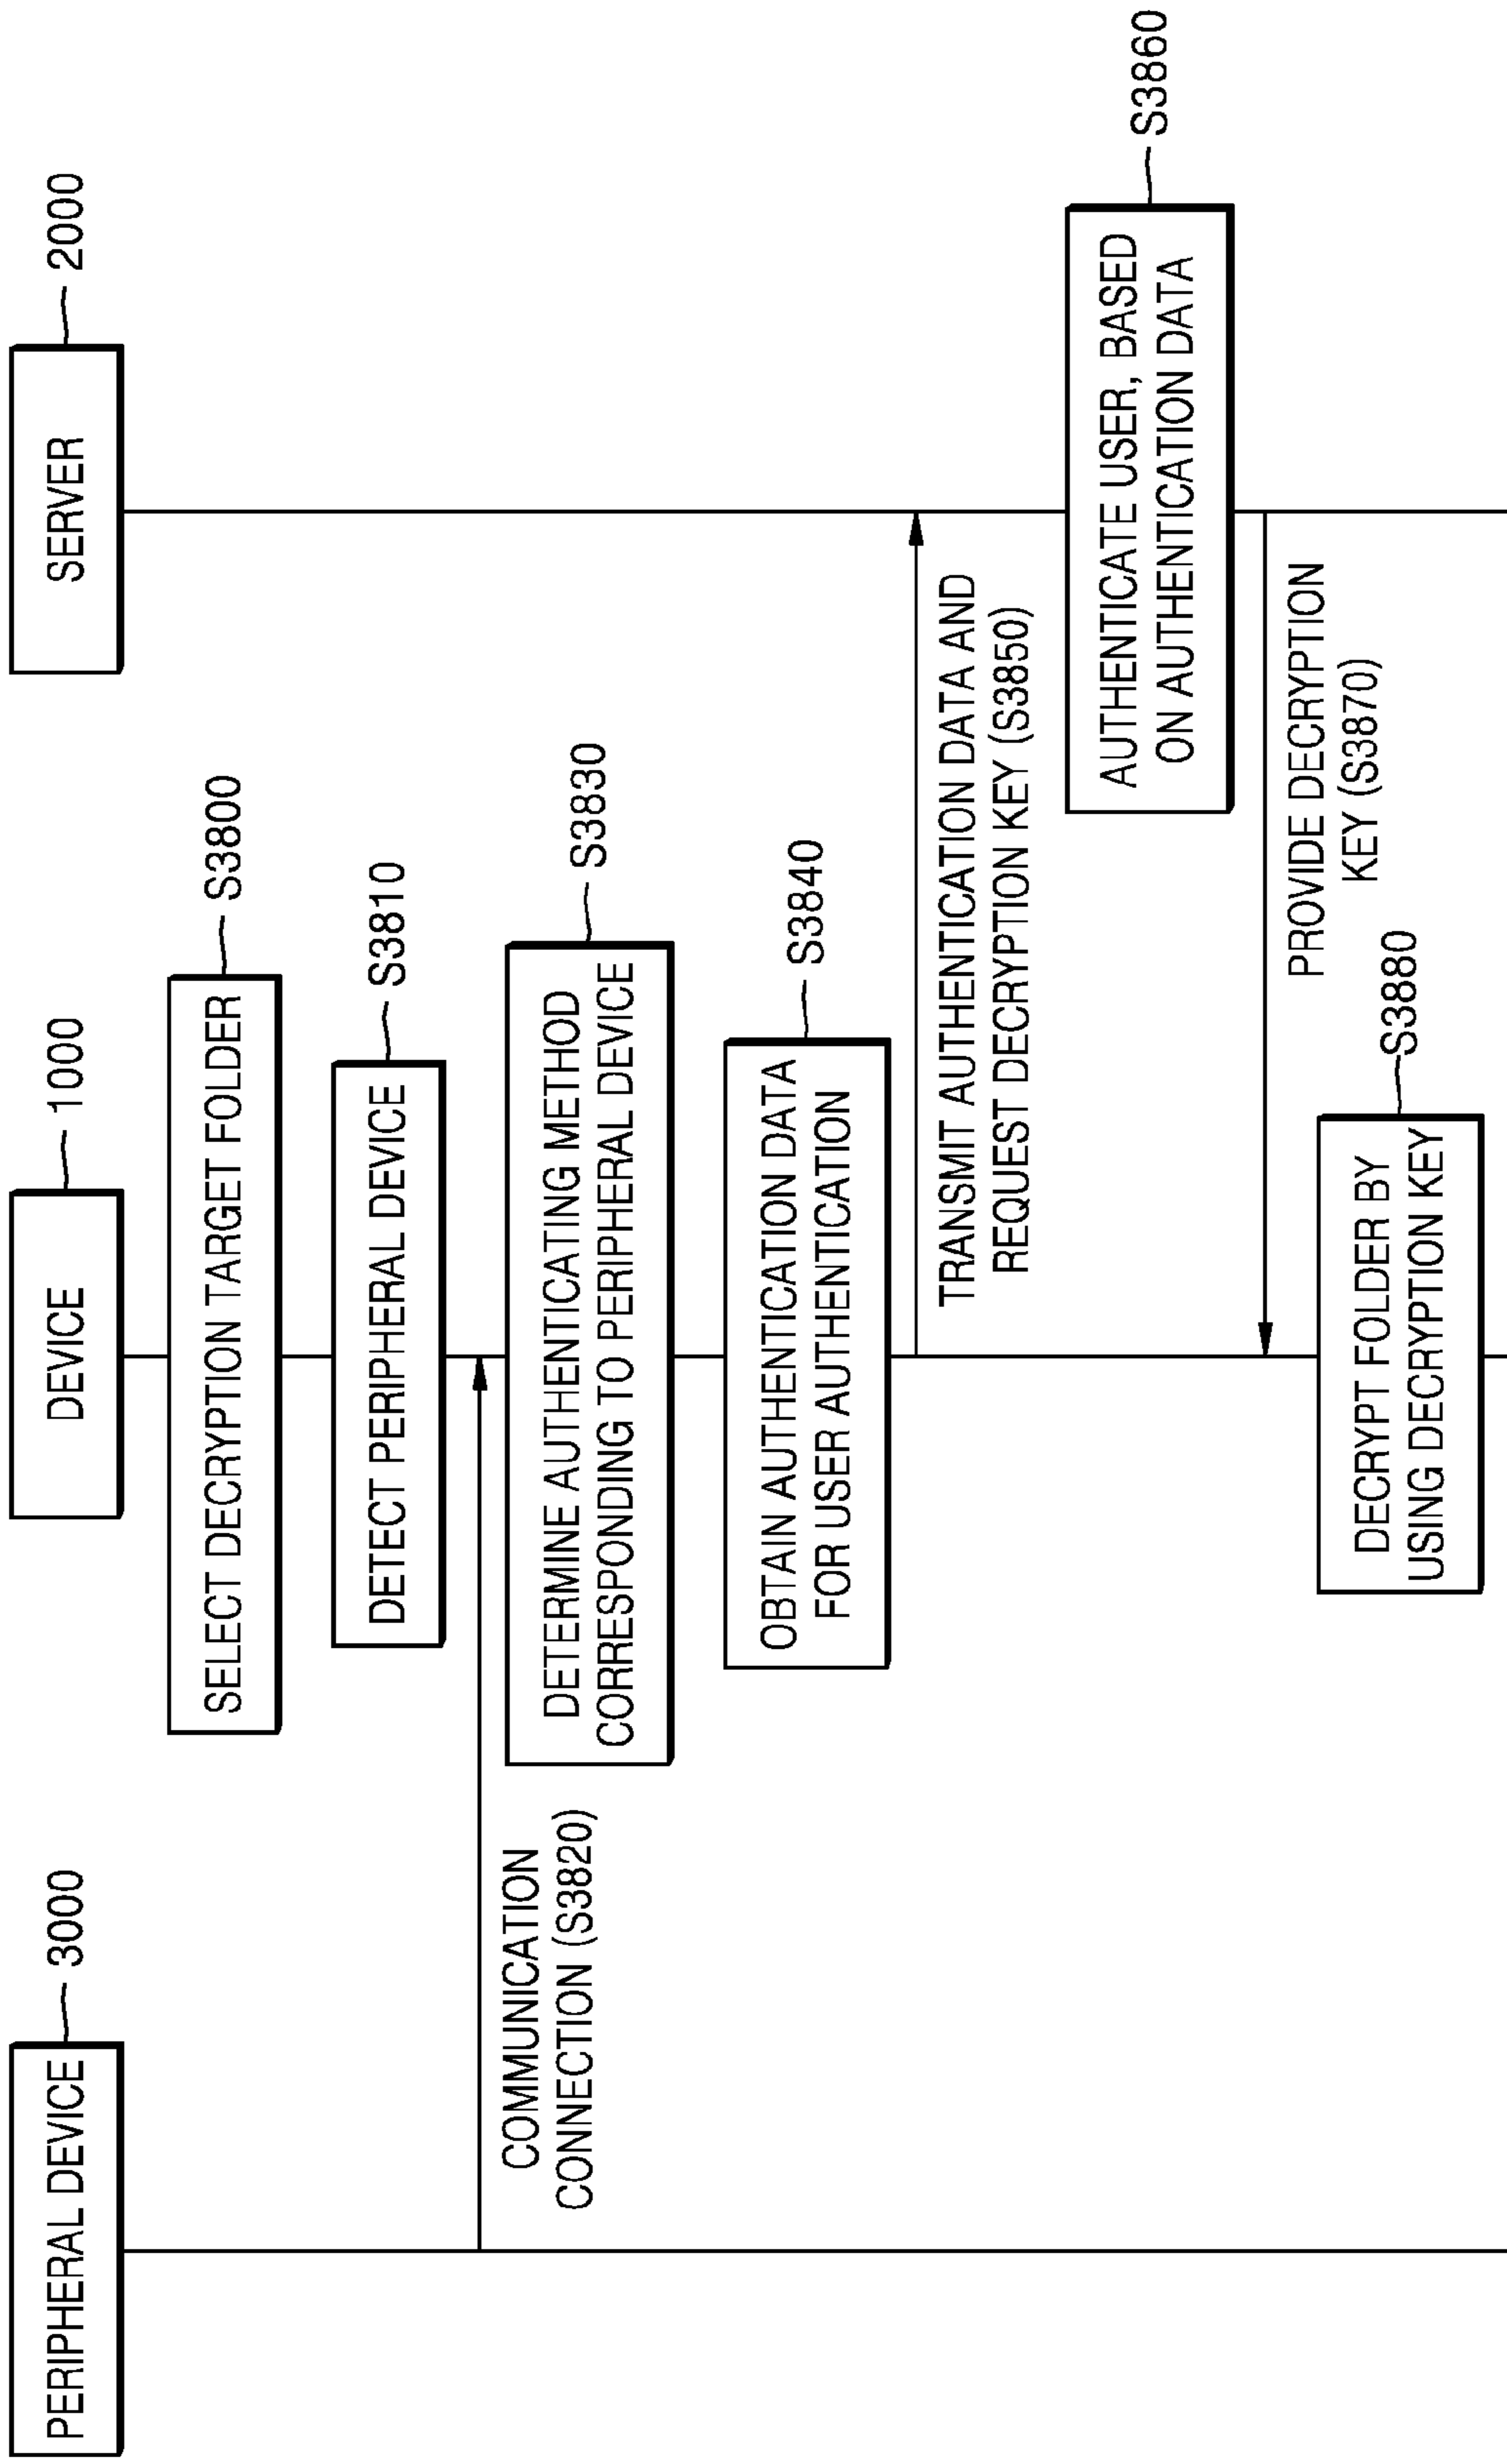 PERIPHERAL DEVICE
3000
DEVICE
1000
SERVER
2000
SELECT DECRYPTION TARGET FOLDER
S3800
DETECT PERIPHERAL DEVICE
S3810
COMMUNICATION
CONNECTION (S3820)
DETERMINE AUTHENTICATING METHOD
CORRESPONDING TO PERIPHERAL DEVICE
S3830
OBTAIN AUTHENTICATION DATA
FOR USER AUTHENTICATION
S3840
TRANSMIT AUTHENTICATION DATA AND
REQUEST DECRYPTION KEY (S3850)
AUTHENTICATE USER, BASED
ON AUTHENTICATION DATA
S3860
PROVIDE DECRYPTION
KEY (S3870)
DECRYPT FOLDER BY
USING DECRYPTION KEY
S3880